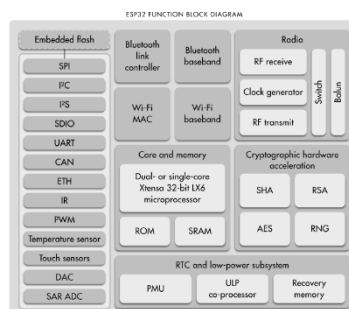 ESP32 FUNCTION BLOCK DIAGRAM
Embedded flash
SPI
I²C
I²S
SDIO
UART
CAN
ETH
IR
PWM
Temperature sensor
Touch sensors
DAC
SAR ADC
Bluetooth
link
controller
Bluetooth
baseband
Wi-Fi
MAC
Wi-Fi
baseband
Radio
RF receive
Clock generator
RF transmit
Switch
Balun
Core and memory
Dual- or single-core
Xtensa 32-bit LX6
microprocessor
ROM
SRAM
Cryptographic hardware
acceleration
SHA
RSA
AES
RNG
RTC and low-power subsystem
PMU
ULP
co-processor
Recovery
memory